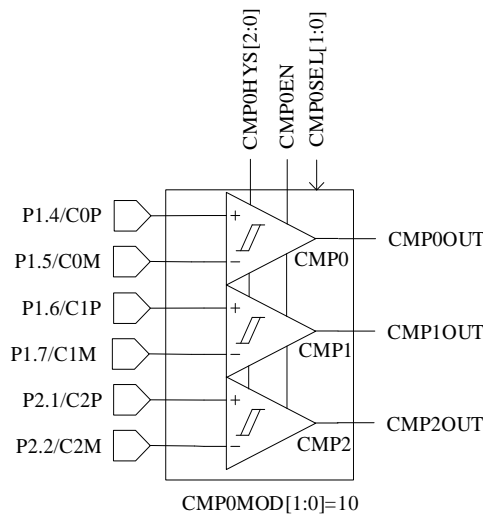 CMP0HYS[2:0]
CMP0EN
CMP0SEL[1:0]
P1.4/C0P
+
CMP0OUT
P1.5/C0M
−
CMP0
P1.6/C1P
+
CMP1OUT
P1.7/C1M
−
CMP1
P2.1/C2P
+
CMP2OUT
P2.2/C2M
−
CMP2
CMP0MOD[1:0]=10